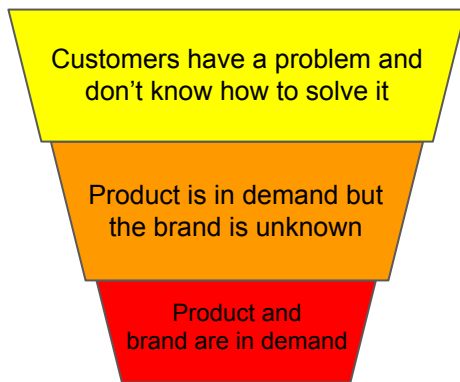 Customers have a problem and
don’t know how to solve it
Product is in demand but
the brand is unknown
Product and
brand are in demand